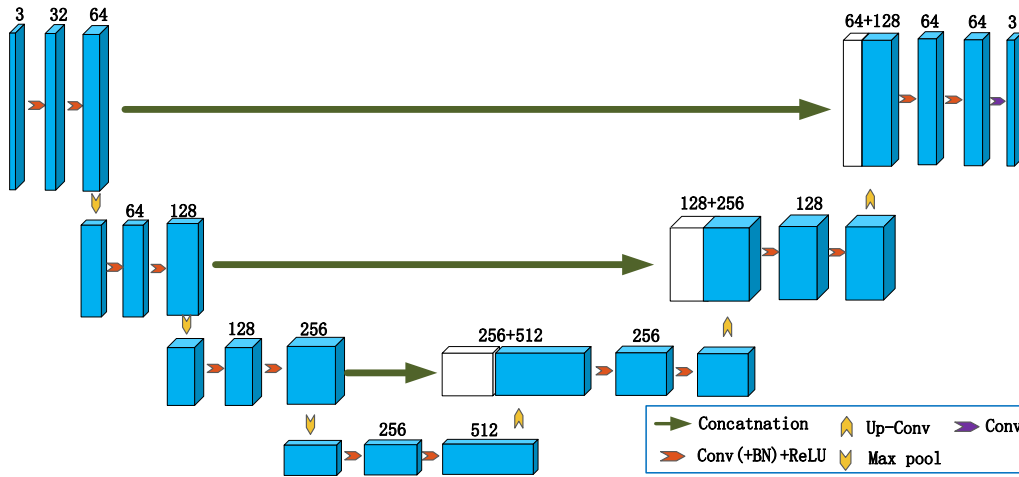 3 32 64
64+128 64 64 3
64 128
128+256 128
128 256
256+512 256
256 512
Concatnation Up-Conv Conv
Conv(+BN)+ReLU Max pool